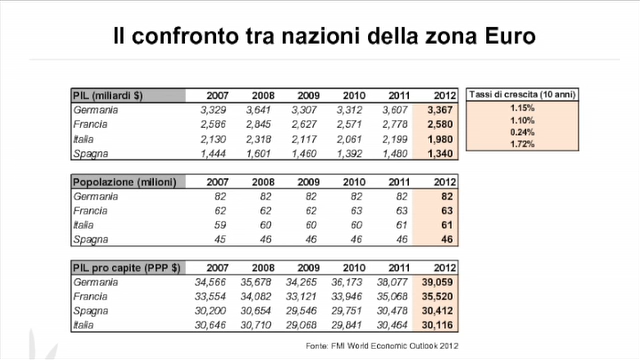 Il confronto tra nazioni della zona Euro
PIL (miliardi $) 2007 2008 2009 2010 2011 2012 Tassi di crescita (10 anni)
Germania 3,329 3,641 3,307 3,312 3,607 3,367 1.15%
Francia 2,586 2,845 2,627 2,571 2,778 2,580 1.10%
Italia 2,130 2,318 2,117 2,061 2,199 1,980 0.24%
Spagna 1,444 1,601 1,460 1,392 1,480 1,340 1.72%
Popolazione (milioni) 2007 2008 2009 2010 2011 2012
Germania 82 82 82 82 82 82
Francia 62 62 62 63 63 63
Italia 59 60 60 60 61 61
Spagna 45 46 46 46 46 46
PIL pro capite (PPP $) 2007 2008 2009 2010 2011 2012
Germania 34,566 35,678 34,265 36,173 38,077 39,059
Francia 33,554 34,082 33,121 33,946 35,068 35,520
Spagna 30,200 30,654 29,546 29,751 30,478 30,412
Italia 30,646 30,710 29,068 29,841 30,464 30,116
Fonte: FMI World Economic Outlook 2012